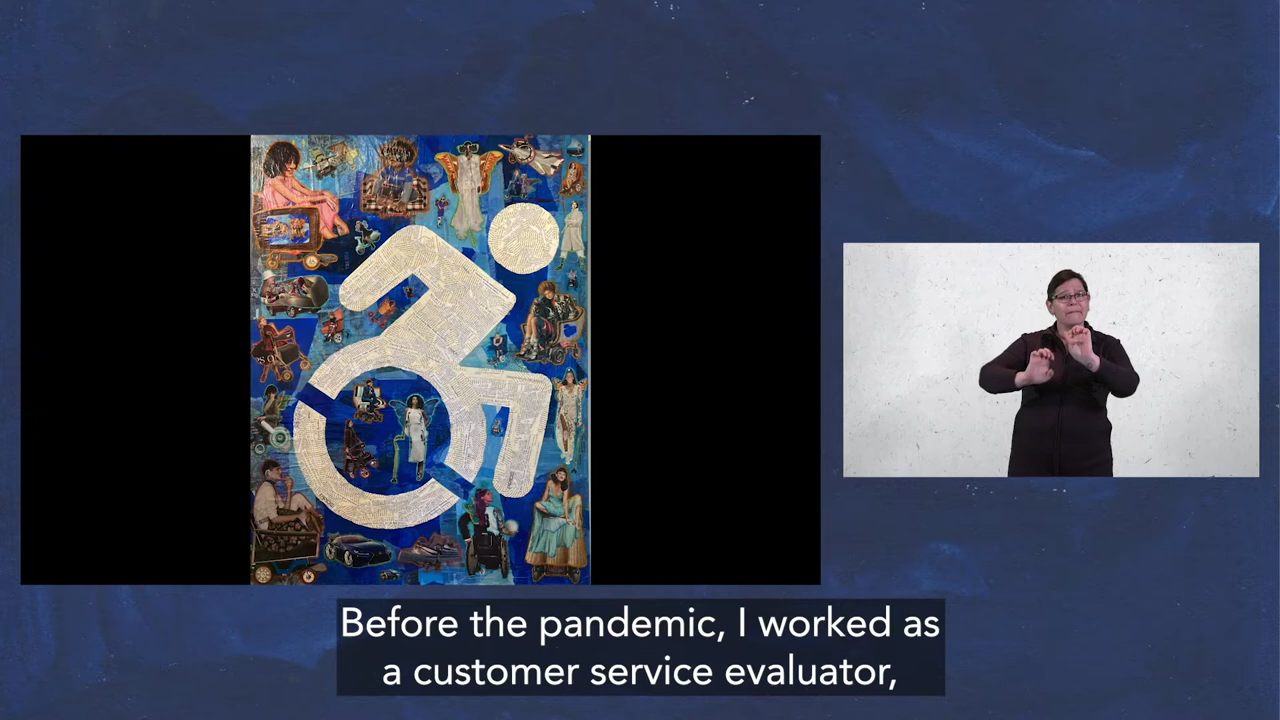 Before the pandemic, I worked as
a customer service evaluator,